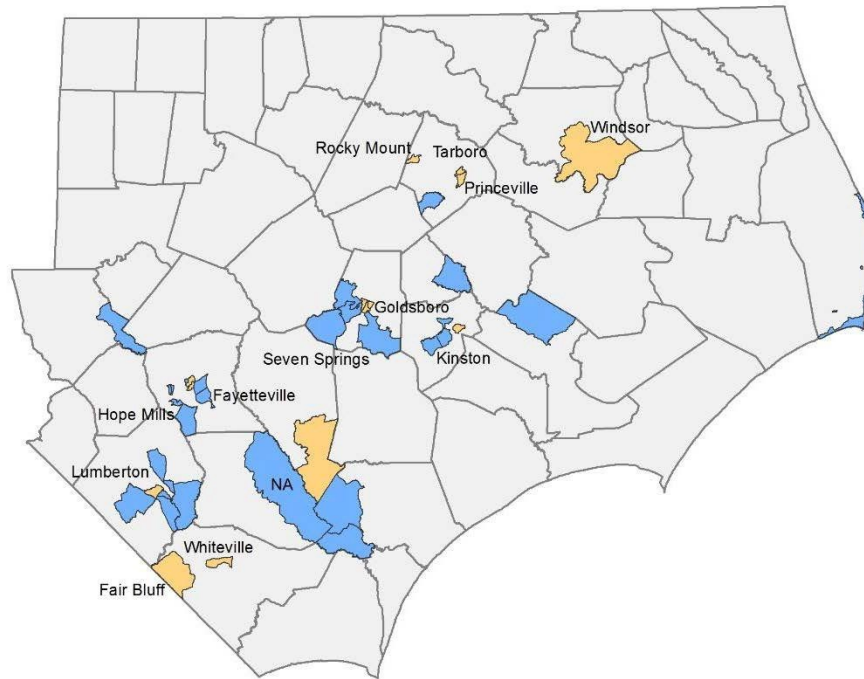 Windsor
Rocky Mount
Tarboro
Princeville
Goldsboro
Seven Springs
Kinston
Fayetteville
Hope Mills
Lumberton
NA
Whiteville
Fair Bluff